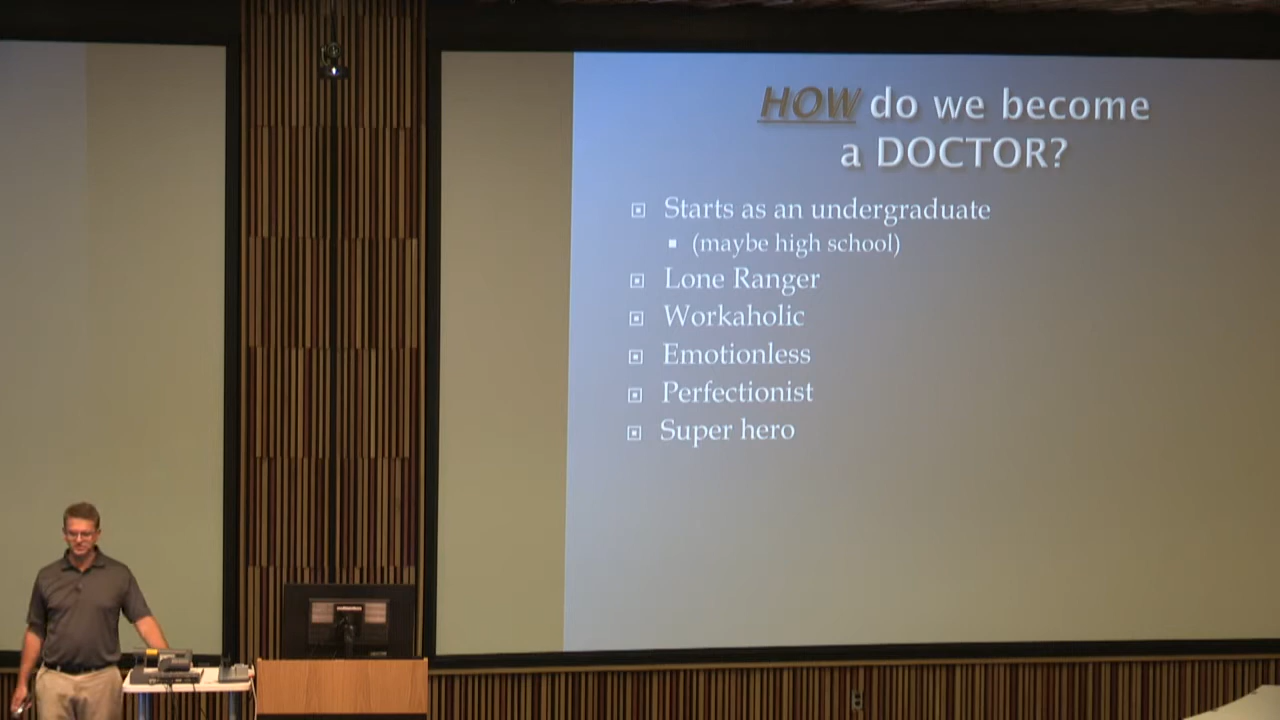 HOW do we become
a DOCTOR?
Starts as an undergraduate
(maybe high school)
Lone Ranger
Workaholic
Emotionless
Perfectionist
Super hero